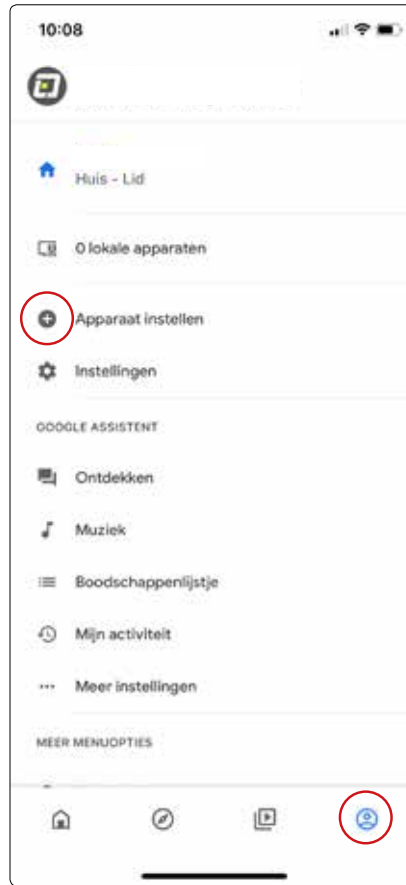 10:08
Huis - Lid
0 lokale apparaten
Apparaat instellen
Instellingen
GOOGLE ASSISTENT
Ontdekken
Muziek
Boodschappenlijstje
Mijn activiteit
Meer instellingen
MEER MENUOPTIES